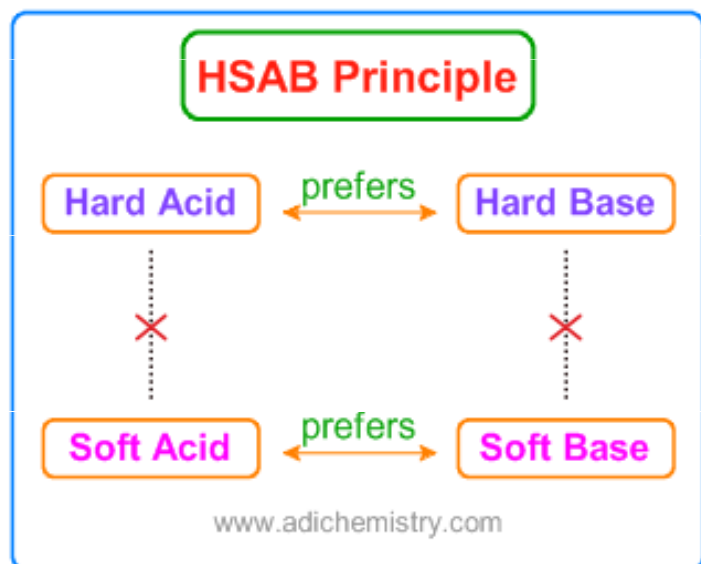 HSAB Principle
Hard Acid prefers Hard Base
Soft Acid prefers Soft Base
www.adichemistry.com